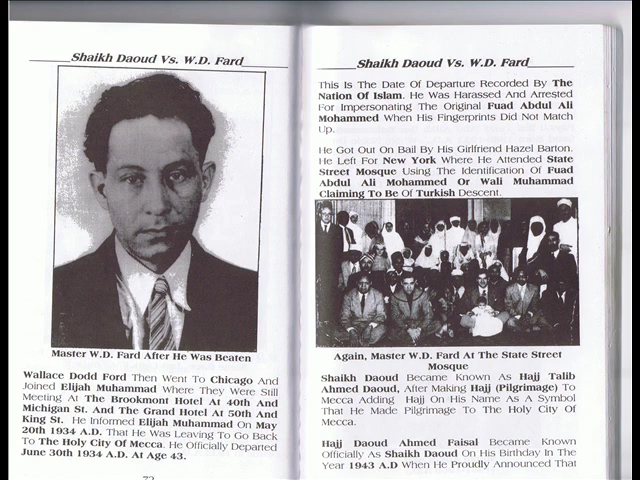 Shaikh Daoud Vs. W.D. Fard
Master W.D. Fard After He Was Beaten
Wallace Dodd Ford Then Went To Chicago And
Joined Elijah Muhammad Where They Were Still
Meeting At The Brookmont Hotel At 40th And
Michigan St. And The Grand Hotel At 50th And
King St. He Informed Elijah Muhammad On May
20th 1934 A.D. That He Was Leaving To Go Back
To The Holy City Of Mecca. He Officially Departed
June 30th 1934 A.D. At Age 43.
Shaikh Daoud Vs. W.D. Fard
This Is The Date Of Departure Recorded By The
Nation Of Islam. He Was Harassed And Arrested
For Impersonating The Original Fuad Abdul Ali
Mohammed When His Fingerprints Did Not Match
Up.
He Got Out On Bail By His Girlfriend Hazel Barton.
He Left For New York Where He Attended State
Street Mosque Using The Identification Of Fuad
Abdul Ali Mohammed Or Wali Muhammad
Claiming To Be Of Turkish Descent.
Again, Master W.D. Fard At The State Street
Mosque
Shaikh Daoud Became Known As Hajj Talib
Ahmed Daoud, After Making Hajj (Pilgrimage) To
Mecca Adding Hajj On His Name As A Symbol
That He Made Pilgrimage To The Holy City Of
Mecca.
Hajj Daoud Ahmed Faisal Became Known
Officially As Shaikh Daoud On His Birthday In The
Year 1943 A.D When He Proudly Announced That